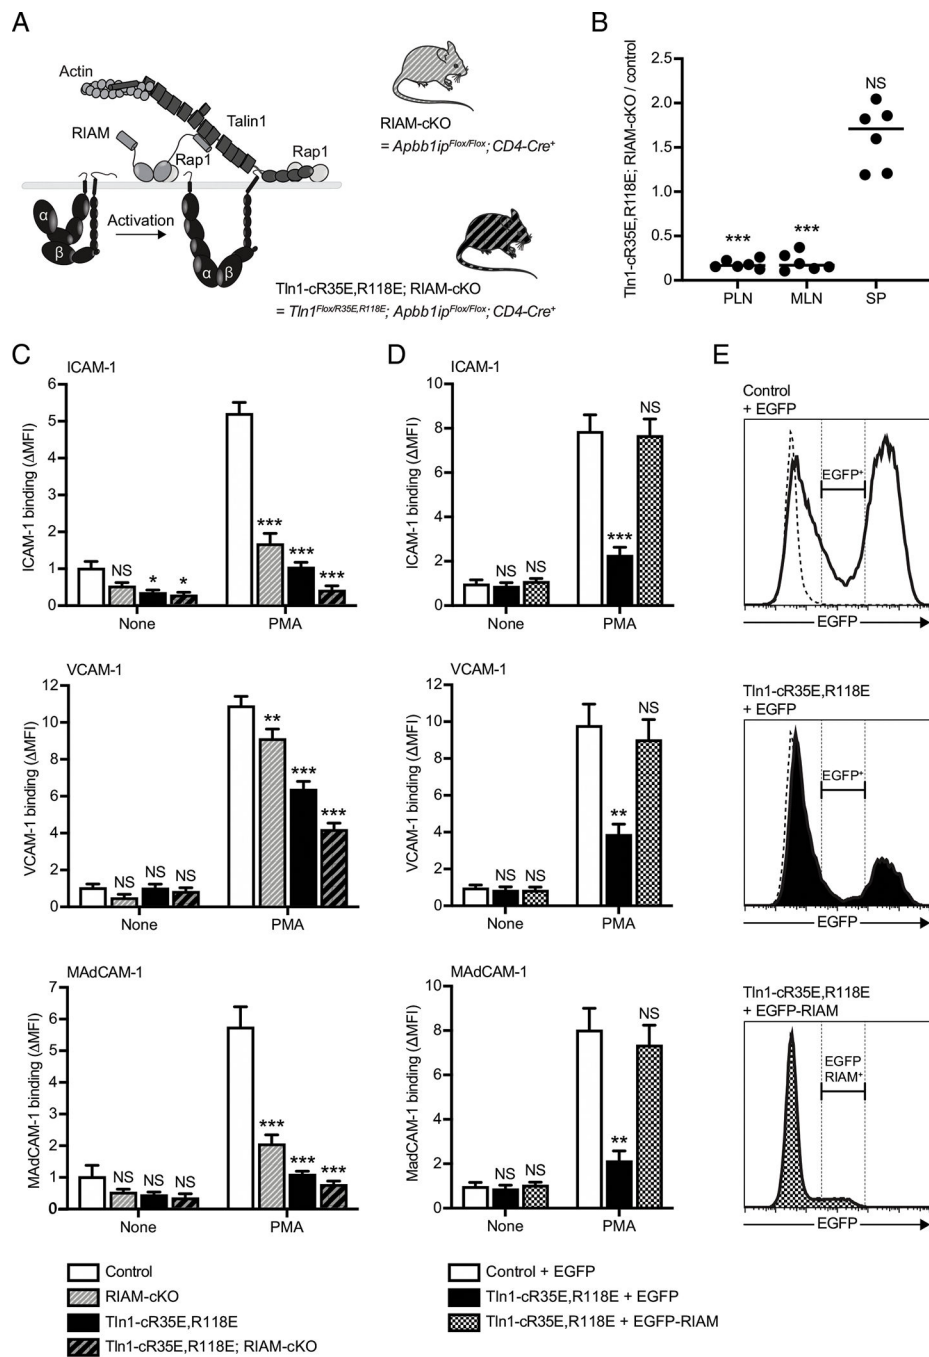 A
Actin
RIAM
Talin1
Rap1
Rap1
α
β
Activation
α
β
RIAM-cKO
= Apbb1ip^Flox/Flox; CD4-Cre⁺
Tln1-cR35E,R118E; RIAM-cKO
= Tln1^Flox/R35E,R118E; Apbb1ip^Flox/Flox; CD4-Cre⁺
B
Tln1-cR35E,R118E; RIAM-cKO / control
2.5
2.0
1.5
1.0
0.5
0
***
***
NS
PLN
MLN
SP
C
ICAM-1
ICAM-1 binding (ΔMFI)
6
5
4
3
2
1
0
NS
*
*
***
***
***
None
PMA
VCAM-1
VCAM-1 binding (ΔMFI)
12
10
8
6
4
2
0
NS
NS
NS
**
***
***
None
PMA
MAdCAM-1
MAdCAM-1 binding (ΔMFI)
7
6
5
4
3
2
1
0
NS
NS
NS
***
***
***
None
PMA
Control
RIAM-cKO
Tln1-cR35E,R118E
Tln1-cR35E,R118E; RIAM-cKO
D
ICAM-1
ICAM-1 binding (ΔMFI)
10
8
6
4
2
0
NS
NS
***
NS
None
PMA
VCAM-1
VCAM-1 binding (ΔMFI)
12
10
8
6
4
2
0
NS
NS
**
NS
None
PMA
MAdCAM-1
MadCAM-1 binding (ΔMFI)
10
8
6
4
2
0
NS
NS
**
NS
None
PMA
Control + EGFP
Tln1-cR35E,R118E + EGFP
Tln1-cR35E,R118E + EGFP-RIAM
E
Control
+ EGFP
EGFP⁺
EGFP
Tln1-cR35E,R118E
+ EGFP
EGFP⁺
EGFP
Tln1-cR35E,R118E
+ EGFP-RIAM
EGFP
RIAM⁺
EGFP